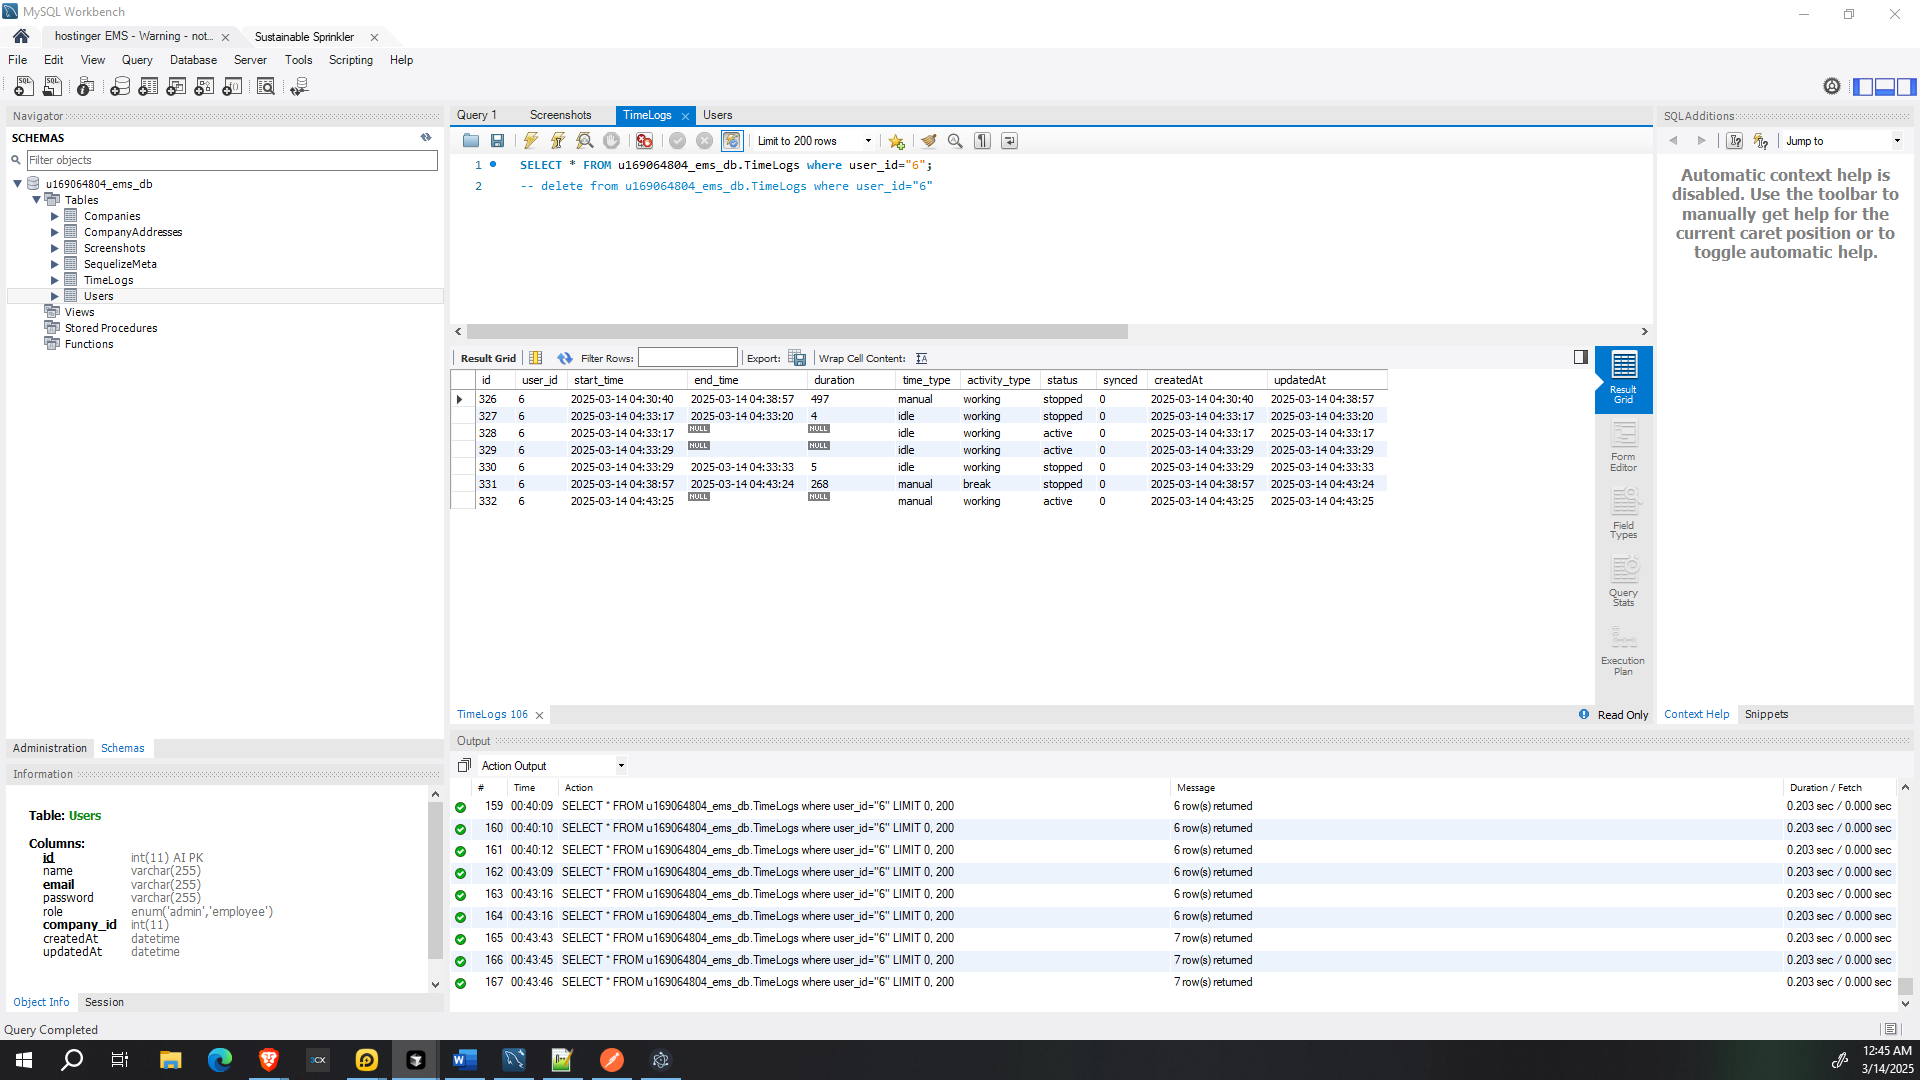 MySQL Workbench
hostinger EMS - Warning - not...
Sustainable Sprinkler
File Edit View Query Database Server Tools Scripting Help
Navigator
SCHEMAS
Filter objects
u169064804_ems_db
Tables
Companies
CompanyAddresses
Screenshots
SequelizeMeta
TimeLogs
Users
Views
Stored Procedures
Functions
Administration Schemas
Information
Table: Users
Columns:
id int(11) AI PK
name varchar(255)
email varchar(255)
password varchar(255)
role enum('admin','employee')
company_id int(11)
createdAt datetime
updatedAt datetime
Object Info Session
Query Completed
Query 1 Screenshots TimeLogs Users
Limit to 200 rows
1 SELECT * FROM u169064804_ems_db.TimeLogs where user_id="6";
2 -- delete from u169064804_ems_db.TimeLogs where user_id="6"
Result Grid Filter Rows: Export: Wrap Cell Content:
id user_id start_time end_time duration time_type activity_type status synced createdAt updatedAt
326 6 2025-03-14 04:30:40 2025-03-14 04:38:57 497 manual working stopped 0 2025-03-14 04:30:40 2025-03-14 04:38:57
327 6 2025-03-14 04:33:17 2025-03-14 04:33:20 4 idle working stopped 0 2025-03-14 04:33:17 2025-03-14 04:33:20
328 6 2025-03-14 04:33:17 NULL NULL idle working active 0 2025-03-14 04:33:17 2025-03-14 04:33:17
329 6 2025-03-14 04:33:29 NULL NULL idle working active 0 2025-03-14 04:33:29 2025-03-14 04:33:29
330 6 2025-03-14 04:33:29 2025-03-14 04:33:33 5 idle working stopped 0 2025-03-14 04:33:29 2025-03-14 04:33:33
331 6 2025-03-14 04:38:57 2025-03-14 04:43:24 268 manual break stopped 0 2025-03-14 04:38:57 2025-03-14 04:43:24
332 6 2025-03-14 04:43:25 NULL NULL manual working active 0 2025-03-14 04:43:25 2025-03-14 04:43:25
Result Grid
Form Editor
Field Types
Query Stats
Execution Plan
TimeLogs 106
Read Only
SQLAdditions
Jump to
Automatic context help is
disabled. Use the toolbar to
manually get help for the
current caret position or to
toggle automatic help.
Context Help Snippets
Output
Action Output
# Time Action Message Duration / Fetch
159 00:40:09 SELECT * FROM u169064804_ems_db.TimeLogs where user_id="6" LIMIT 0, 200 6 row(s) returned 0.203 sec / 0.000 sec
160 00:40:10 SELECT * FROM u169064804_ems_db.TimeLogs where user_id="6" LIMIT 0, 200 6 row(s) returned 0.203 sec / 0.000 sec
161 00:40:12 SELECT * FROM u169064804_ems_db.TimeLogs where user_id="6" LIMIT 0, 200 6 row(s) returned 0.203 sec / 0.000 sec
162 00:43:09 SELECT * FROM u169064804_ems_db.TimeLogs where user_id="6" LIMIT 0, 200 6 row(s) returned 0.203 sec / 0.000 sec
163 00:43:16 SELECT * FROM u169064804_ems_db.TimeLogs where user_id="6" LIMIT 0, 200 6 row(s) returned 0.203 sec / 0.000 sec
164 00:43:16 SELECT * FROM u169064804_ems_db.TimeLogs where user_id="6" LIMIT 0, 200 6 row(s) returned 0.203 sec / 0.000 sec
165 00:43:43 SELECT * FROM u169064804_ems_db.TimeLogs where user_id="6" LIMIT 0, 200 7 row(s) returned 0.203 sec / 0.000 sec
166 00:43:45 SELECT * FROM u169064804_ems_db.TimeLogs where user_id="6" LIMIT 0, 200 7 row(s) returned 0.203 sec / 0.000 sec
167 00:43:46 SELECT * FROM u169064804_ems_db.TimeLogs where user_id="6" LIMIT 0, 200 7 row(s) returned 0.203 sec / 0.000 sec
12:45 AM
3/14/2025